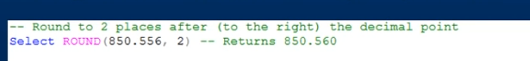 -- Round to 2 places after (to the right) the decimal point
Select ROUND(850.556, 2) -- Returns 850.560